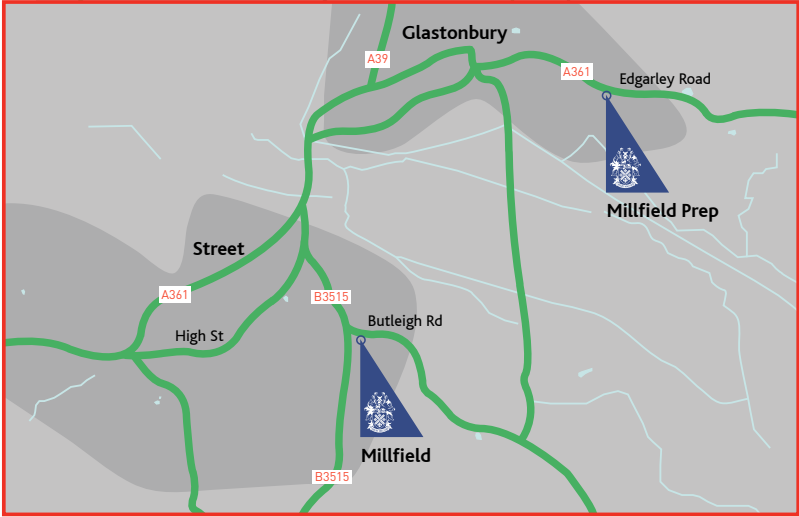 Glastonbury
A39
A361
Edgarley Road
Millfield Prep
Street
A361
B3515
High St
Butleigh Rd
Millfield
B3515